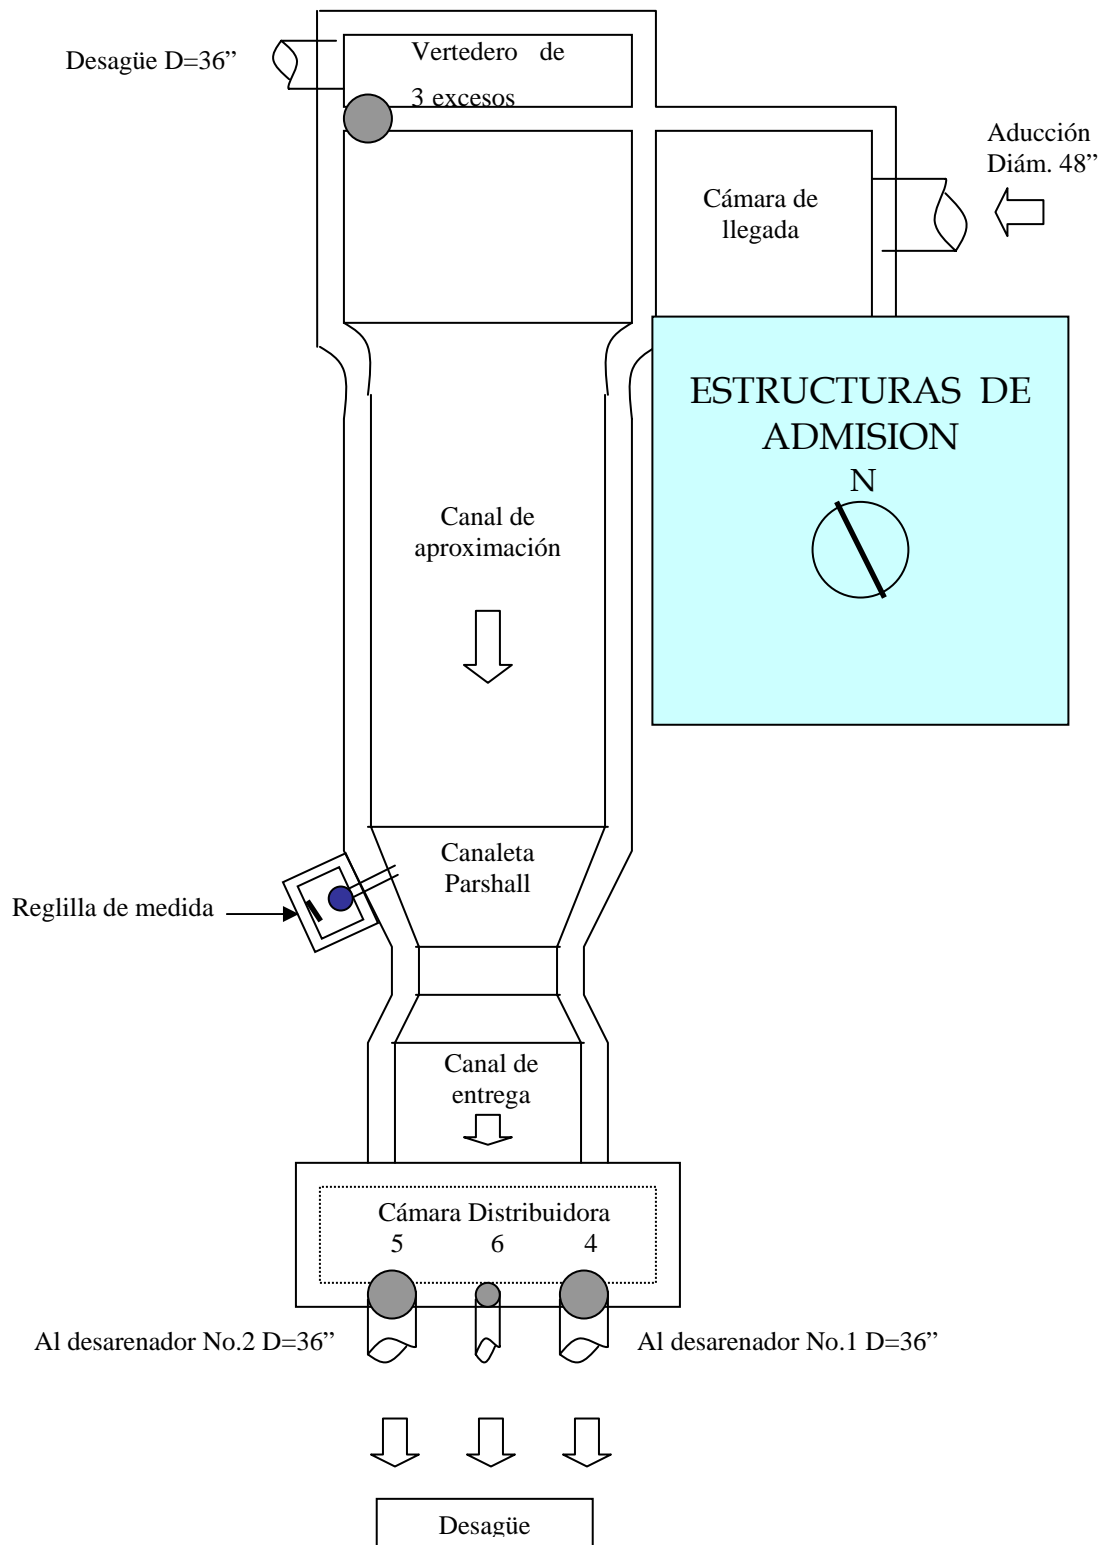 Desagüe D=36”
Vertedero de
3 excesos
Aducción
Diám. 48”
Cámara de
llegada
ESTRUCTURAS DE
ADMISION
N
Canal de
aproximación
Canaleta
Parshall
Reglilla de medida
Canal de
entrega
Cámara Distribuidora
5 6 4
Al desarenador No.2 D=36”
Al desarenador No.1 D=36”
Desagüe